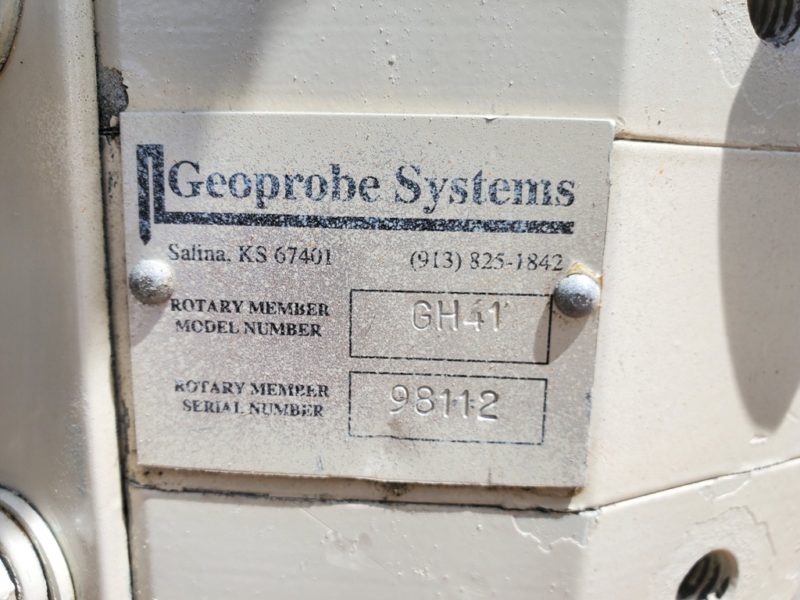 Geoprobe Systems
Salina, KS 67401 (913) 825-1842
ROTARY MEMBER
MODEL NUMBER
GH41
ROTARY MEMBER
SERIAL NUMBER
98112